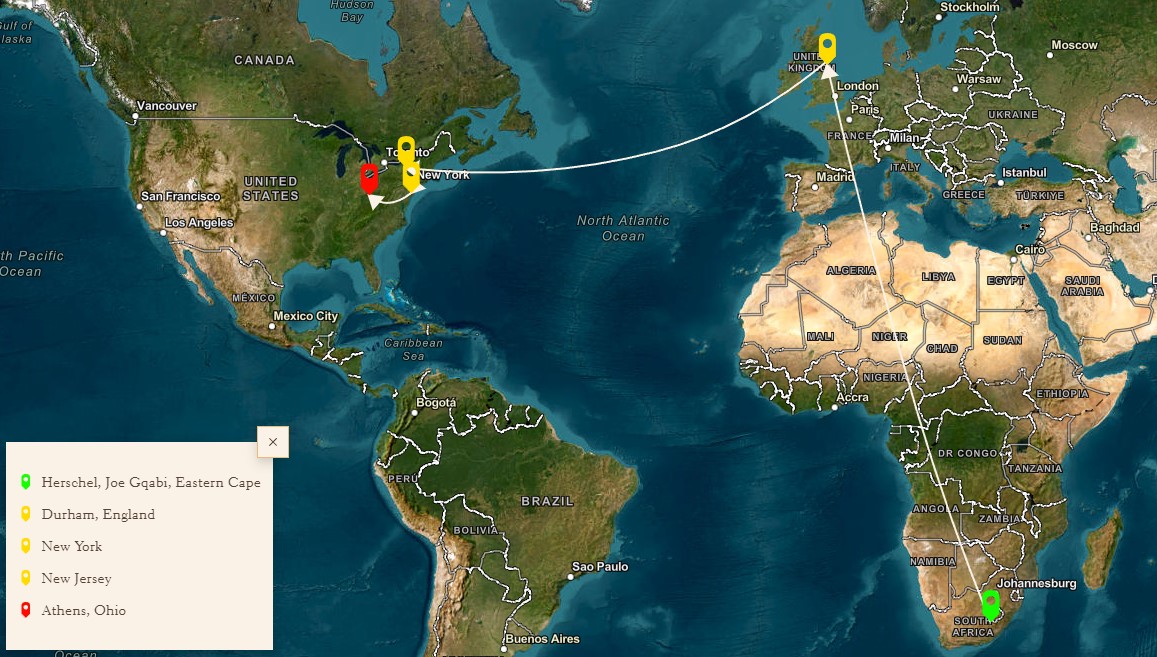 Hudson
Bay
Stockholm
Gulf of
laska
Moscow
CANADA
UNITED
KINGDOM
Warsaw
London
Vancouver
Paris
UKRAINE
FRANCE
Milan
Toronto
ITALY
New York
Madrid
Istanbul
UNITED
STATES
San Francisco
GREECE
TÜRKIYE
Los Angeles
North Atlantic
Ocean
Baghdad
Cairo
th Pacific
Ocean
ALGERIA
LIBYA
EGYPT
SAUDI
ARABIA
MÉXICO
Mexico City
MALI
NIGER
SUDAN
CHAD
Caribbean
Sea
NIGERIA
ETHIOPIA
Accra
Bogotá
DR CONGO
TANZANIA
PERU
BRAZIL
ANGOLA
ZAMBIA
BOLIVIA
NAMIBIA
Sao Paulo
Johannesburg
SOUTH
AFRICA
Buenos Aires
Herschel, Joe Gqabi, Eastern Cape
Durham, England
New York
New Jersey
Athens, Ohio
Ocean